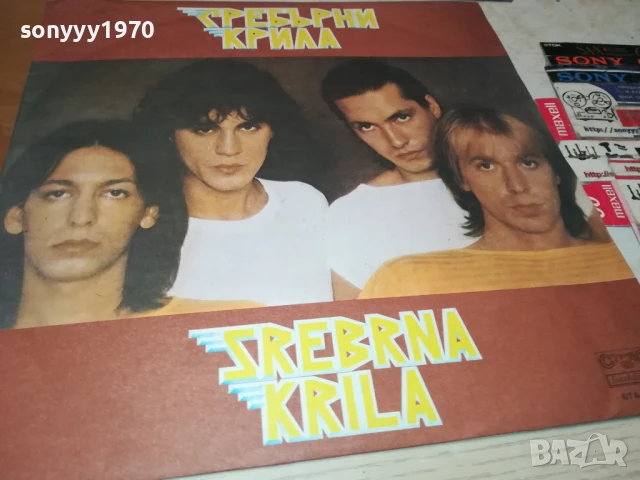 sonyyy1970
СРЕБЪРНИ
КРИЛА
SONY
SONY
maxell
maxell
SREBRNA
KRILA
BAZAR